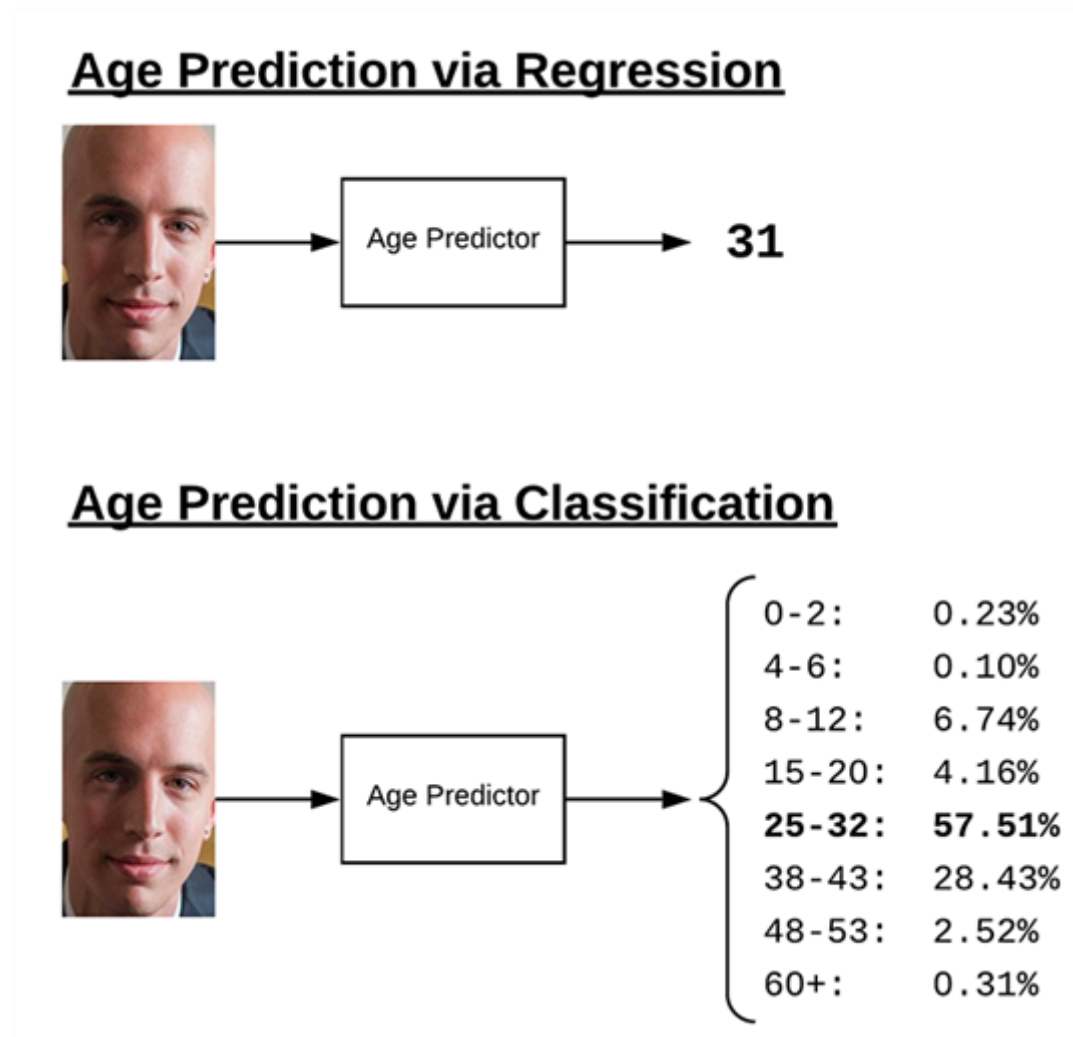 Age Prediction via Regression
Age Predictor
31
Age Prediction via Classification
Age Predictor
0-2: 0.23%
4-6: 0.10%
8-12: 6.74%
15-20: 4.16%
25-32: 57.51%
38-43: 28.43%
48-53: 2.52%
60+: 0.31%